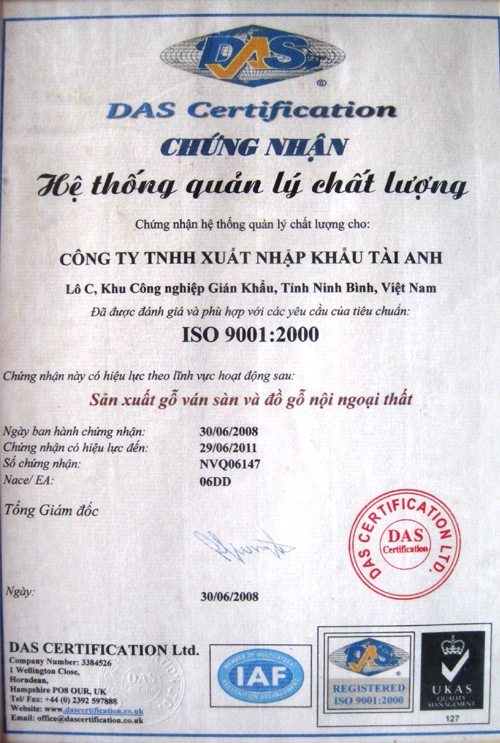 DAS
®
DAS Certification
CHỨNG NHẬN
Hệ thống quản lý chất lượng
Chứng nhận hệ thống quản lý chất lượng cho:
CÔNG TY TNHH XUẤT NHẬP KHẨU TÀI ANH
Lô C, Khu Công nghiệp Gián Khẩu, Tỉnh Ninh Bình, Việt Nam
Đã được đánh giá và phù hợp với các yêu cầu của tiêu chuẩn:
ISO 9001:2000
Chứng nhận này có hiệu lực theo lĩnh vực hoạt động sau:
Sản xuất gỗ ván sàn và đồ gỗ nội ngoại thất
Ngày ban hành chứng nhận: 30/06/2008
Chứng nhận có hiệu lực đến: 29/06/2011
Số chứng nhận: NVQ06147
Nace/ EA: 06DD
Tổng Giám đốc
DAS CERTIFICATION LTD.
DAS
Certification
Ngày: 30/06/2008
DAS CERTIFICATION Ltd.
Company Number: 3384526
1 Wellington Close,
Horndean,
Hampshire PO8 OUR, UK
Tel/ Fax: +44 (0) 2392 597888
Website: www.dascertification.co.uk
Email: office@dascertification.co.uk
DAS
MEMBER OF MULTILATERAL
RECOGNITION ARRANGEMENT
IAF
DAS
REGISTERED
ISO 9001:2000
UKAS
QUALITY
MANAGEMENT
127